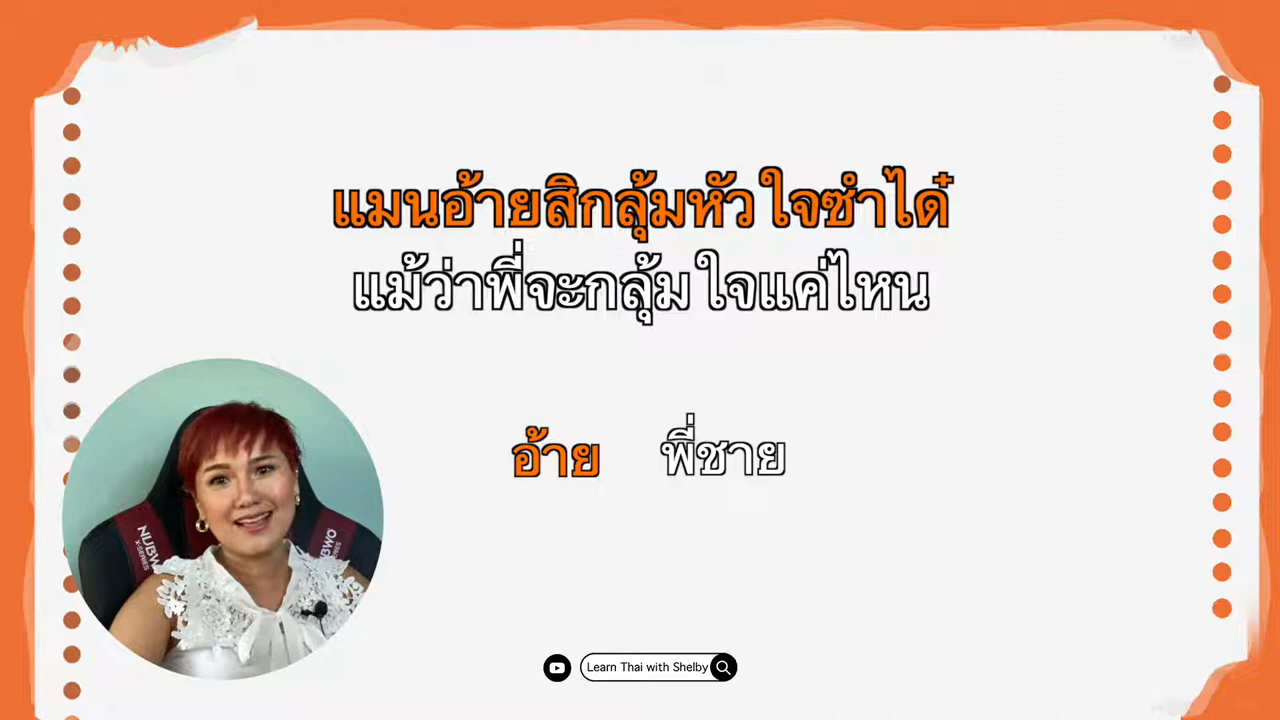 แมนอ้ายสิกลุ้มหัวใจซำได๋
แม้ว่าพี่จะกลุ้มใจแค่ไหน
อ้าย พี่ชาย
NUBWO
X-SERIES
Learn Thai with Shelby